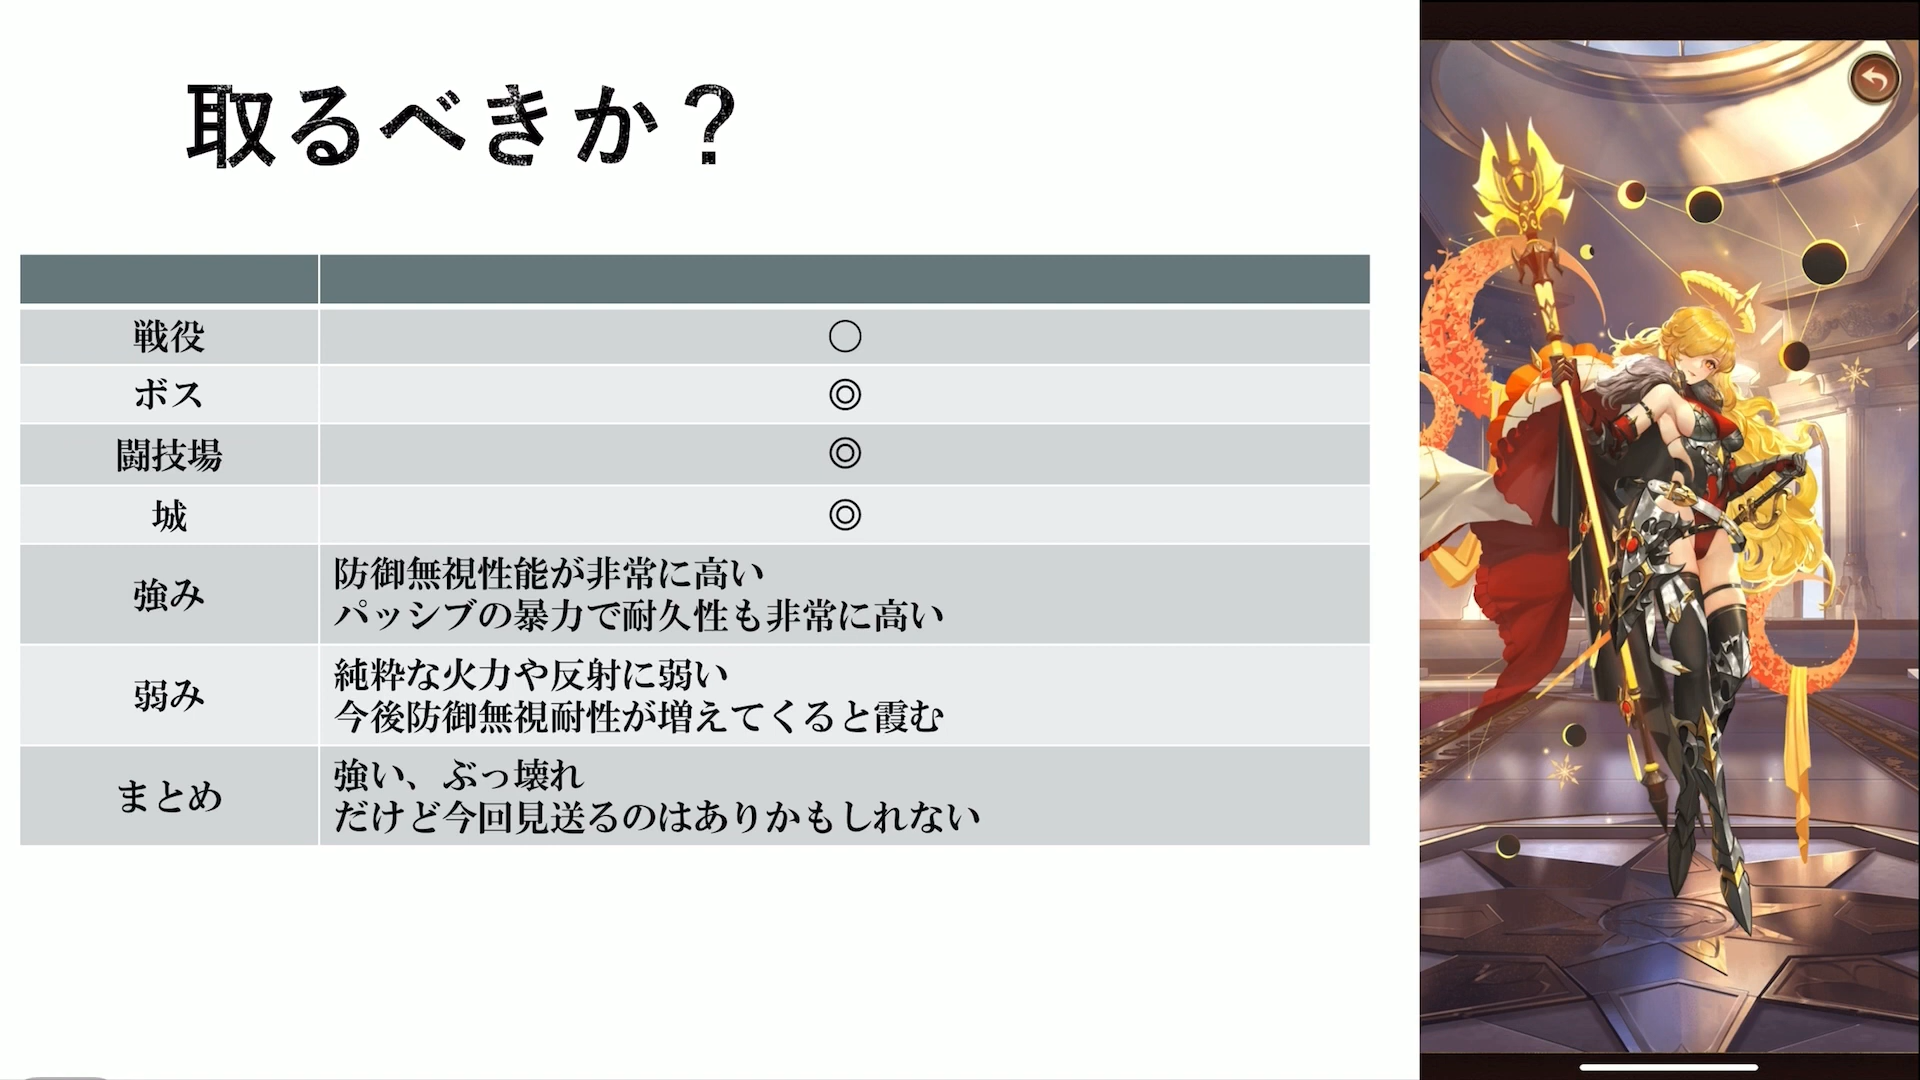 取るべきか？
戦役
○
ボス
◎
闘技場
◎
城
◎
強み
防御無視性能が非常に高い
パッシブの暴力で耐久性も非常に高い
弱み
純粋な火力や反射に弱い
今後防御無視耐性が増えてくると霞む
まとめ
強い、ぶっ壊れ
だけど今回見送るのはありかもしれない